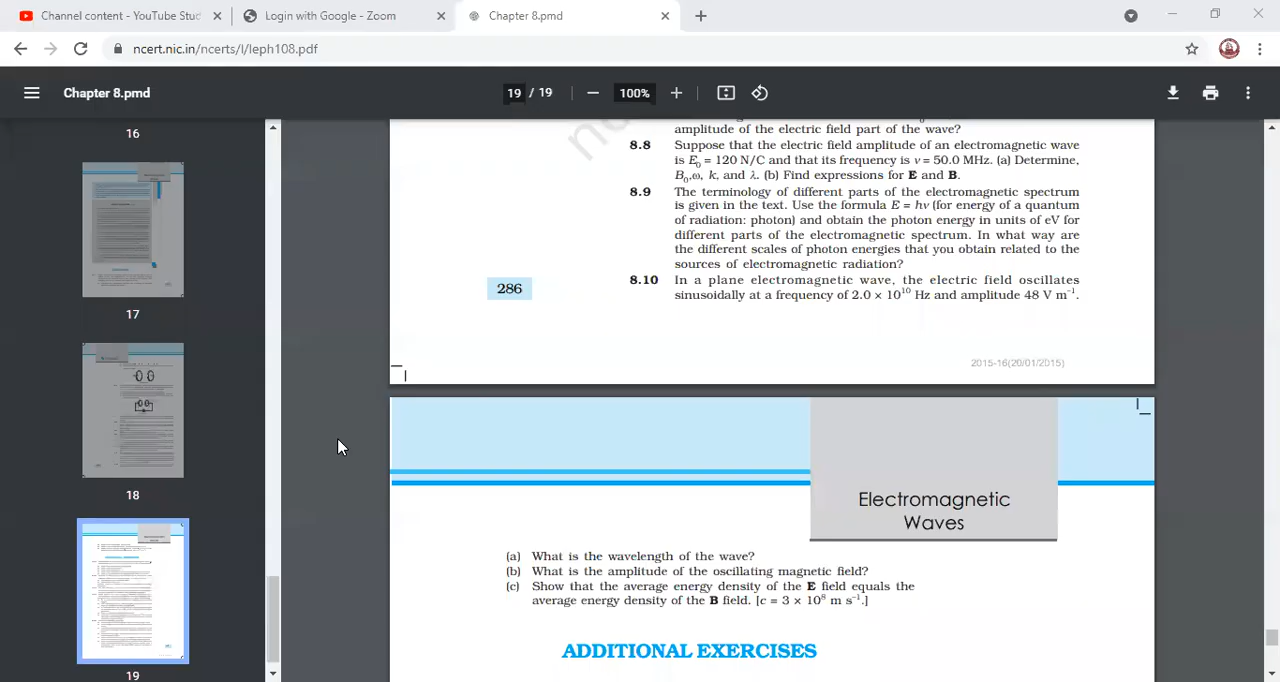 Channel content - YouTube Stu
Login with Google - Zoom
Chapter 8.pmd
ncert.nic.in/ncerts/l/leph108.pdf
Chapter 8.pmd
19 / 19
100%
16
17
18
19
amplitude of the electric field part of the wave?
8.8 Suppose that the electric field amplitude of an electromagnetic wave
is E₀ = 120 N/C and that its frequency is ν = 50.0 MHz. (a) Determine,
B₀,ω, k, and λ. (b) Find expressions for E and B.
8.9 The terminology of different parts of the electromagnetic spectrum
is given in the text. Use the formula E = hν (for energy of a quantum
of radiation: photon) and obtain the photon energy in units of eV for
different parts of the electromagnetic spectrum. In what way are
the different scales of photon energies that you obtain related to the
sources of electromagnetic radiation?
8.10 In a plane electromagnetic wave, the electric field oscillates
sinusoidally at a frequency of 2.0 × 10¹⁰ Hz and amplitude 48 V m⁻¹.
286
2015-16(20/01/2015)
Electromagnetic
Waves
(a) What is the wavelength of the wave?
(b) What is the amplitude of the oscillating magnetic field?
(c) Show that the average energy density of the E field equals the
average energy density of the B field. [c = 3 × 10⁸ m s⁻¹.]
ADDITIONAL EXERCISES